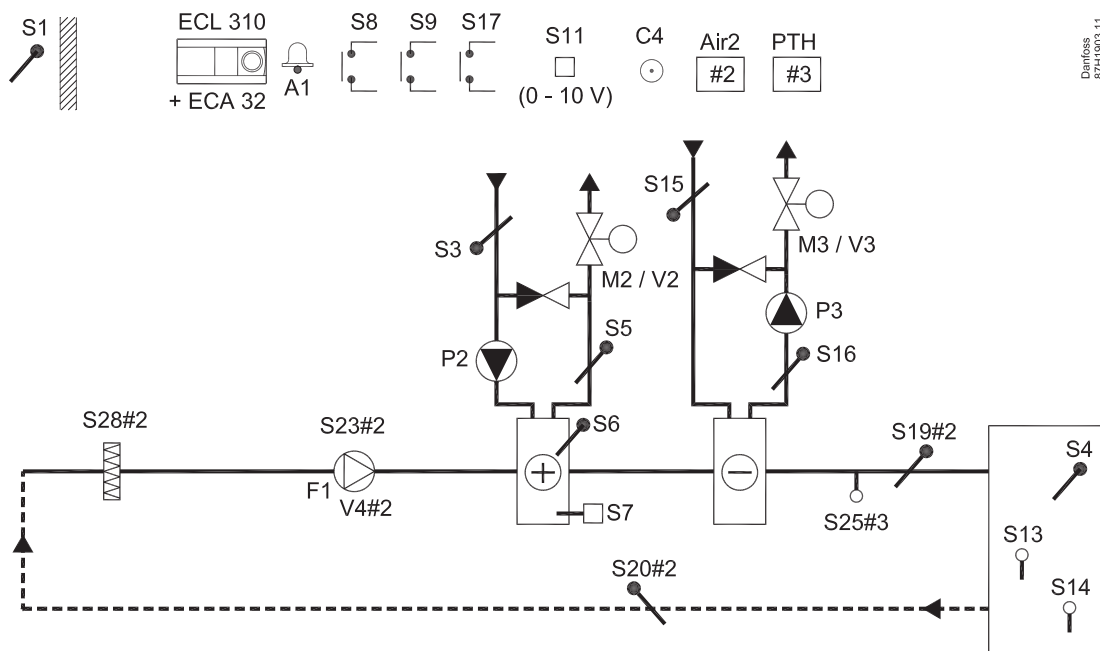 S1
ECL 310
+ ECA 32
A1
S8
S9
S17
S11
(0 - 10 V)
C4
Air2
#2
PTH
#3
Danfoss
87H1903.11
S3
M2 / V2
P2
S5
S6
S7
S15
M3 / V3
P3
S16
S28#2
S23#2
F1
V4#2
+
−
S19#2
S25#3
S4
S13
S14
S20#2